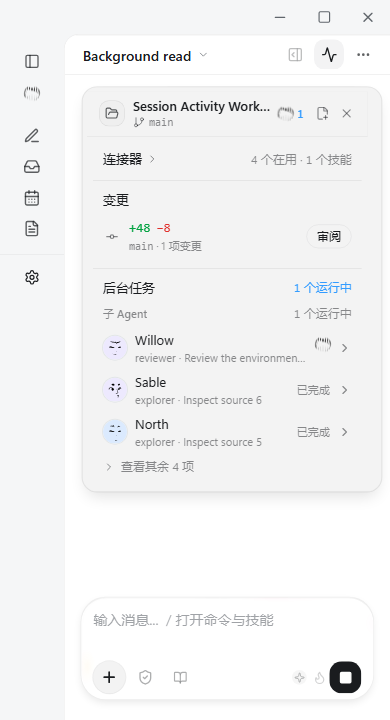 Background read
Session Activity Work...
1
main
连接器
4 个在用 · 1 个技能
变更
+48 −8
main · 1 项变更
审阅
后台任务
1 个运行中
子 Agent
1 个运行中
Willow
reviewer · Review the environmen...
Sable
explorer · Inspect source 6
已完成
North
explorer · Inspect source 5
已完成
查看其余 4 项
输入消息... / 打开命令与技能